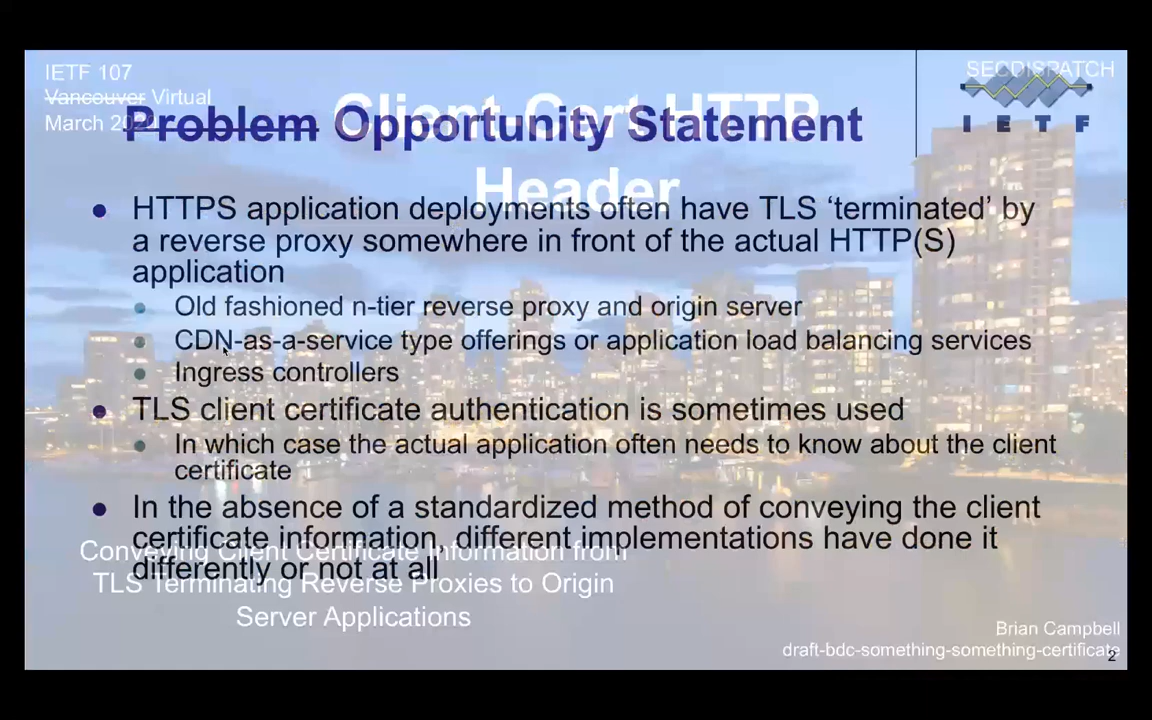 IETF 107
Vancouver Virtual
March 2020
SECDISPATCH
I E T F
Client-Cert HTTP
Header
Problem Opportunity Statement
HTTPS application deployments often have TLS ‘terminated’ by
a reverse proxy somewhere in front of the actual HTTP(S)
application
Old fashioned n-tier reverse proxy and origin server
CDN-as-a-service type offerings or application load balancing services
Ingress controllers
TLS client certificate authentication is sometimes used
In which case the actual application often needs to know about the client
certificate
In the absence of a standardized method of conveying the client
certificate information, different implementations have done it
differently or not at all
Conveying Client Certificate Information from
TLS Terminating Reverse Proxies to Origin
Server Applications
Brian Campbell
draft-bdc-something-something-certificate
2